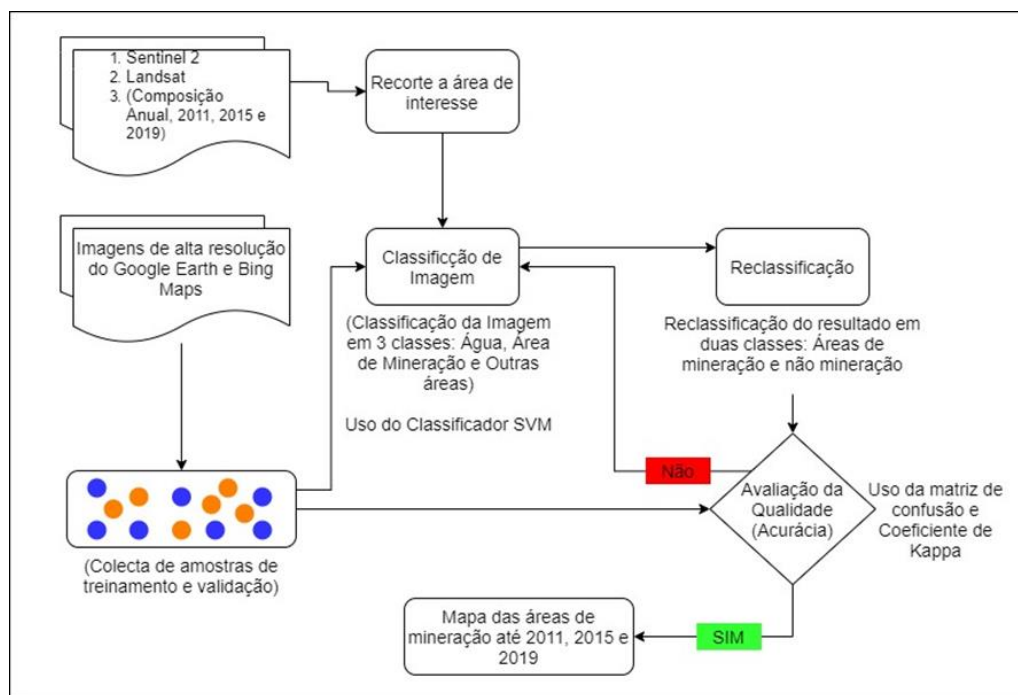 1. Sentinel 2
2. Landsat
3. (Composição
Anual, 2011, 2015 e
2019)
Recorte a área de
interesse
Imagens de alta resolução
do Google Earth e Bing
Maps
Classificção de
Imagem
(Classificação da Imagem
em 3 classes: Água, Área
de Mineração e Outras
áreas)
Uso do Classificador SVM
Reclassificação
Reclassificação do resultado em
duas classes: Áreas de
mineração e não mineração
(Colecta de amostras de
treinamento e validação)
Não
Avaliação da
Qualidade
(Acurácia)
Uso da matriz de
confusão e
Coeficiente de
Kappa
SIM
Mapa das áreas de
mineração até 2011, 2015 e
2019